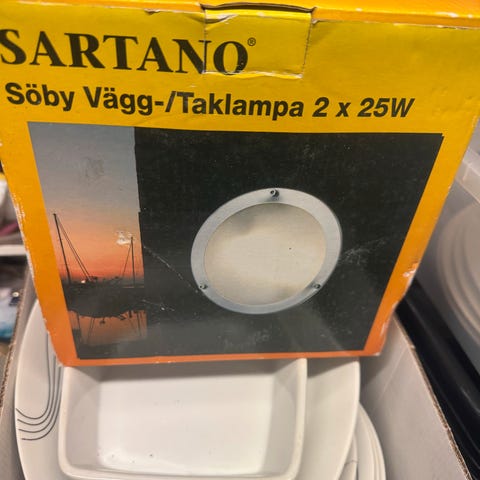 SARTANO®
Söby Vägg-/Taklampa 2 x 25W